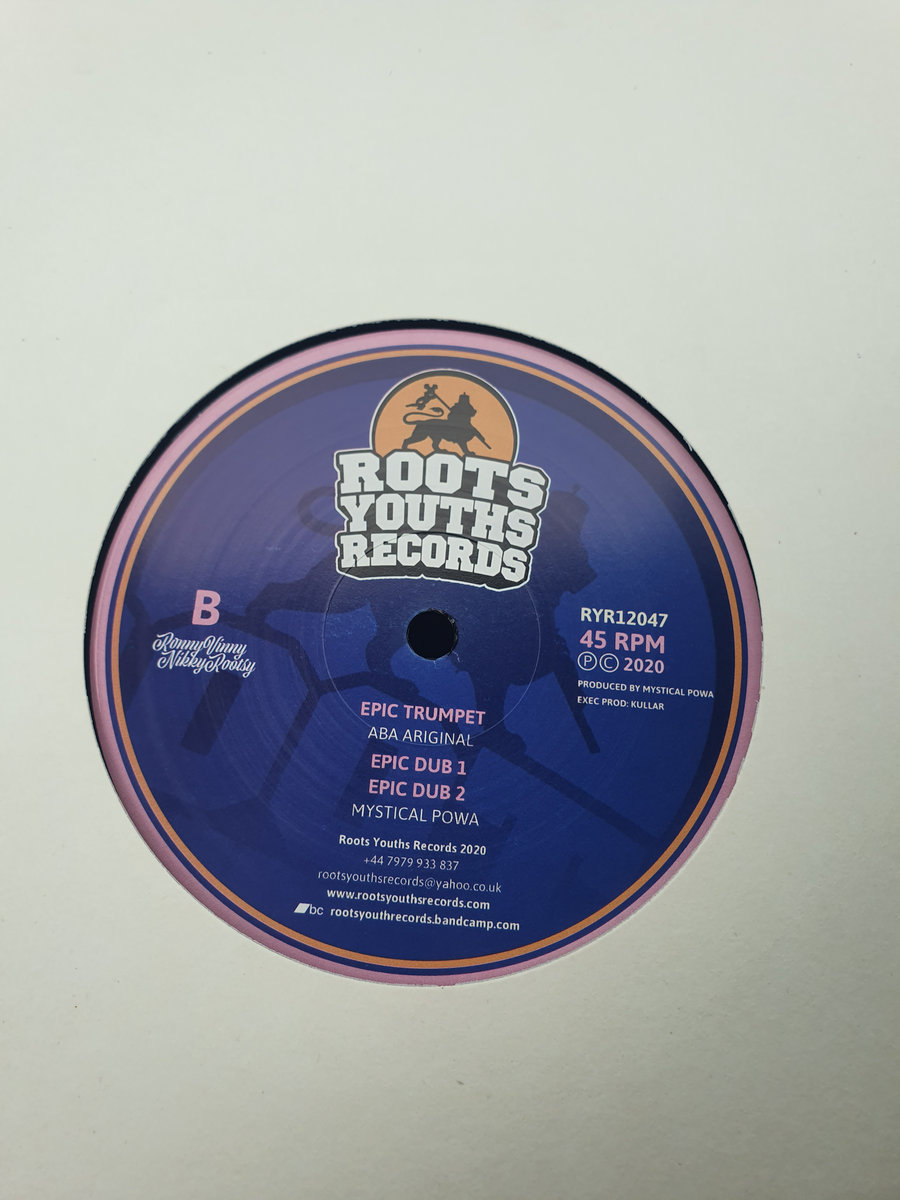 ROOTS
YOUTHS
RECORDS
B
RonnyVinny
NikkyRootsy
RYR12047
45 RPM
Ⓟ Ⓒ 2020
PRODUCED BY MYSTICAL POWA
EXEC PROD: KULLAR
EPIC TRUMPET
ABA ARIGINAL
EPIC DUB 1
EPIC DUB 2
MYSTICAL POWA
Roots Youths Records 2020
+44 7979 933 837
rootsyouthsrecords@yahoo.co.uk
www.rootsyouthsrecords.com
bc rootsyouthrecords.bandcamp.com